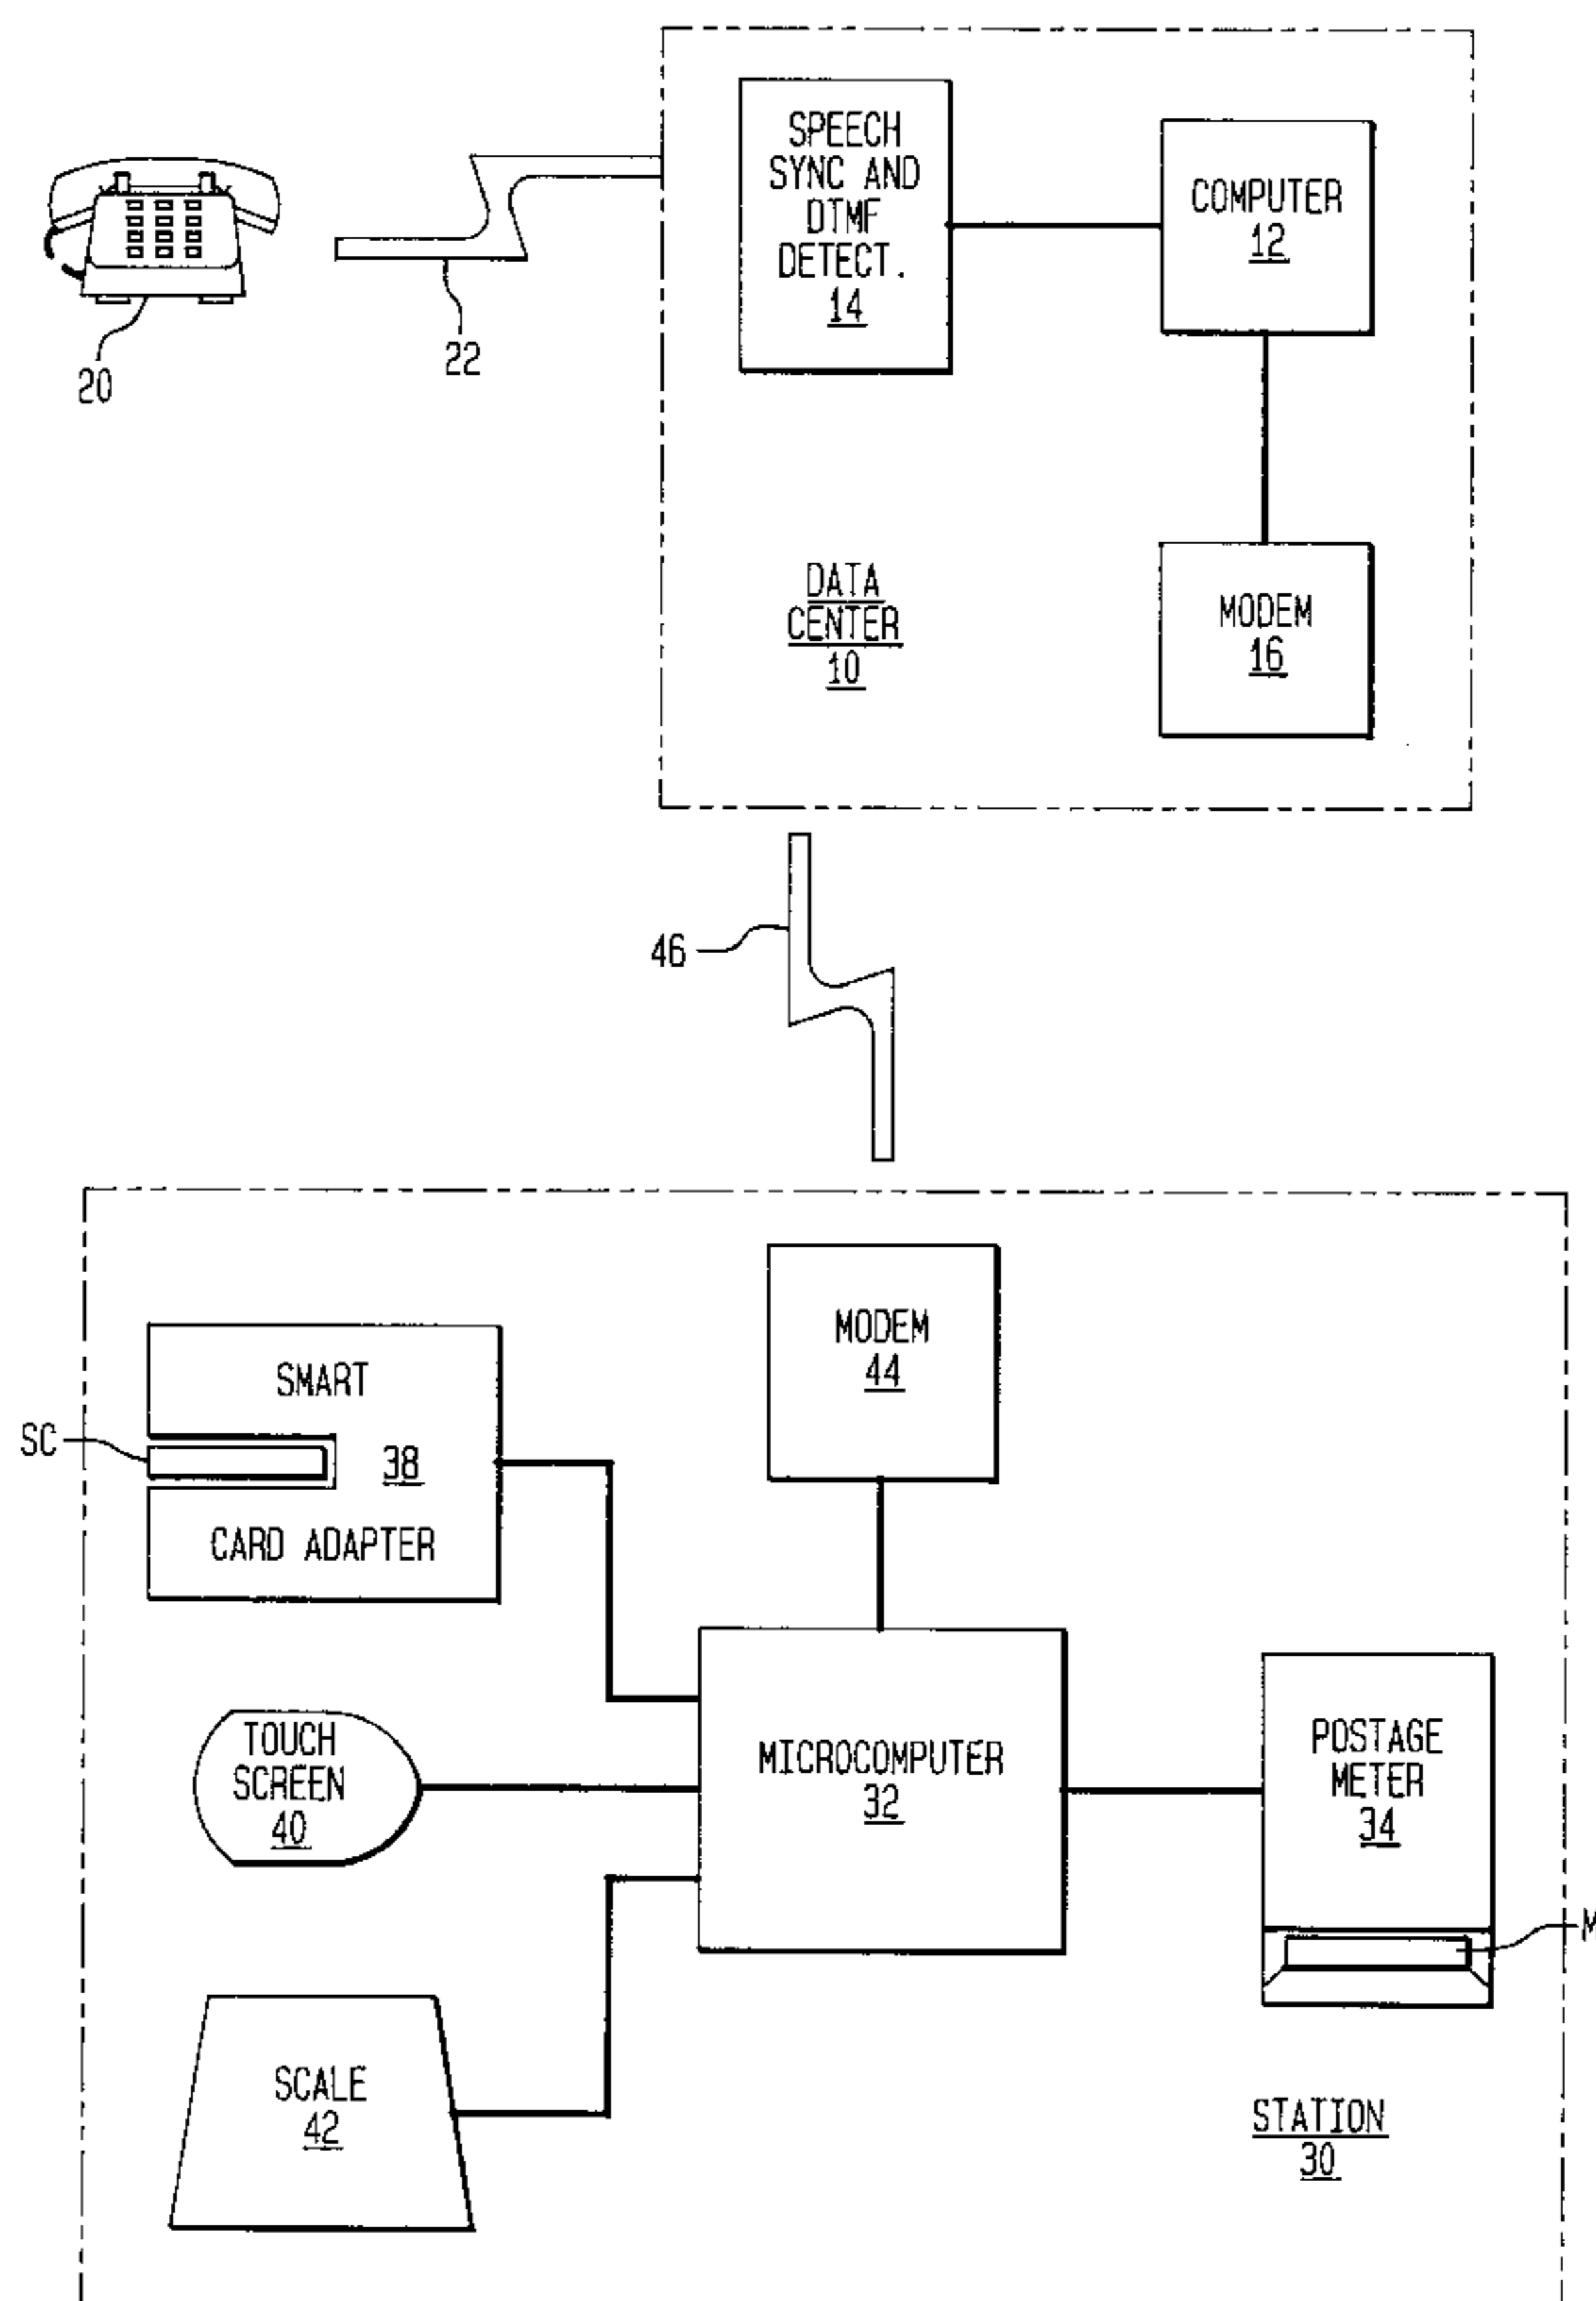 SPEECH
SYNC AND
DTMF
DETECT.
14
COMPUTER
12
20
22
DATA
CENTER
10
MODEM
16
46
MODEM
44
SMART
SC
38
CARD ADAPTER
TOUCH
SCREEN
40
MICROCOMPUTER
32
POSTAGE
METER
34
M
SCALE
42
STATION
30